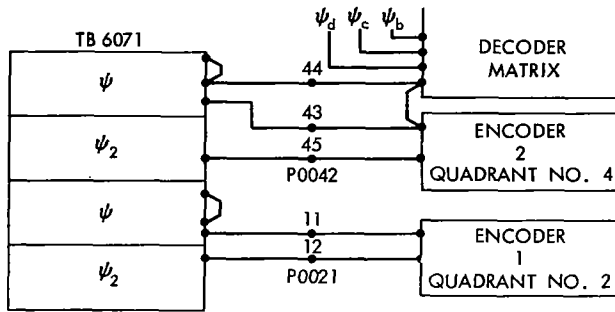 TB 6071
ψ
ψ2
ψ
ψ2
ψd
ψc
ψb
44
43
45
P0042
11
12
P0021
DECODER
MATRIX
ENCODER
2
QUADRANT NO. 4
ENCODER
1
QUADRANT NO. 2